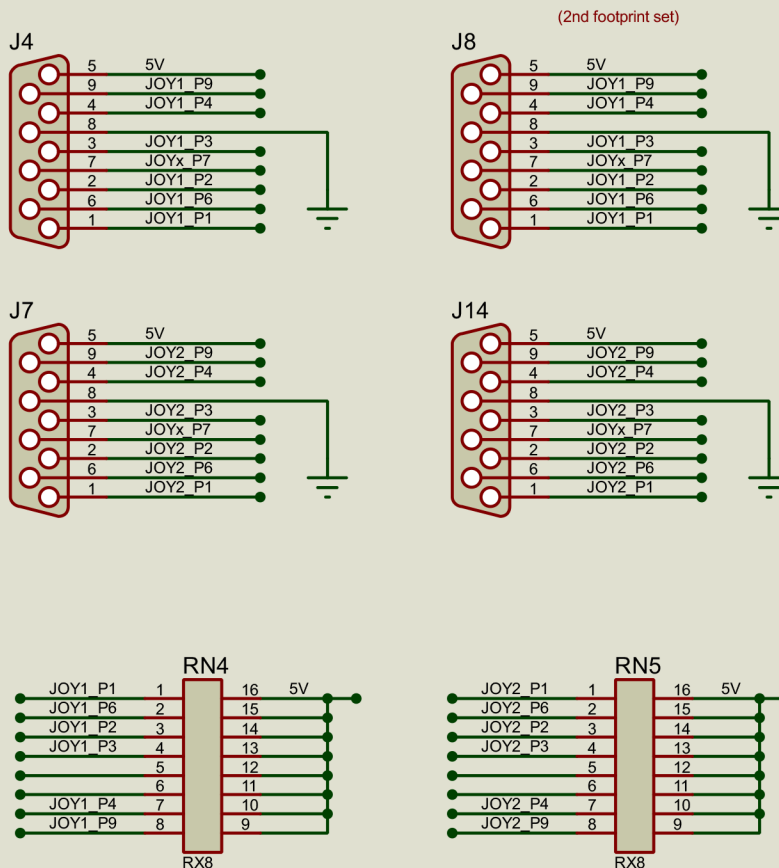 (2nd footprint set)
J4
5 5V
9 JOY1_P9
4 JOY1_P4
8
3 JOY1_P3
7 JOYx_P7
2 JOY1_P2
6 JOY1_P6
1 JOY1_P1
J8
5 5V
9 JOY1_P9
4 JOY1_P4
8
3 JOY1_P3
7 JOYx_P7
2 JOY1_P2
6 JOY1_P6
1 JOY1_P1
J7
5 5V
9 JOY2_P9
4 JOY2_P4
8
3 JOY2_P3
7 JOYx_P7
2 JOY2_P2
6 JOY2_P6
1 JOY2_P1
J14
5 5V
9 JOY2_P9
4 JOY2_P4
8
3 JOY2_P3
7 JOYx_P7
2 JOY2_P2
6 JOY2_P6
1 JOY2_P1
RN4
JOY1_P1 1 16 5V
JOY1_P6 2 15
JOY1_P2 3 14
JOY1_P3 4 13
5 12
6 11
JOY1_P4 7 10
JOY1_P9 8 9
RX8
RN5
JOY2_P1 1 16 5V
JOY2_P6 2 15
JOY2_P2 3 14
JOY2_P3 4 13
5 12
6 11
JOY2_P4 7 10
JOY2_P9 8 9
RX8